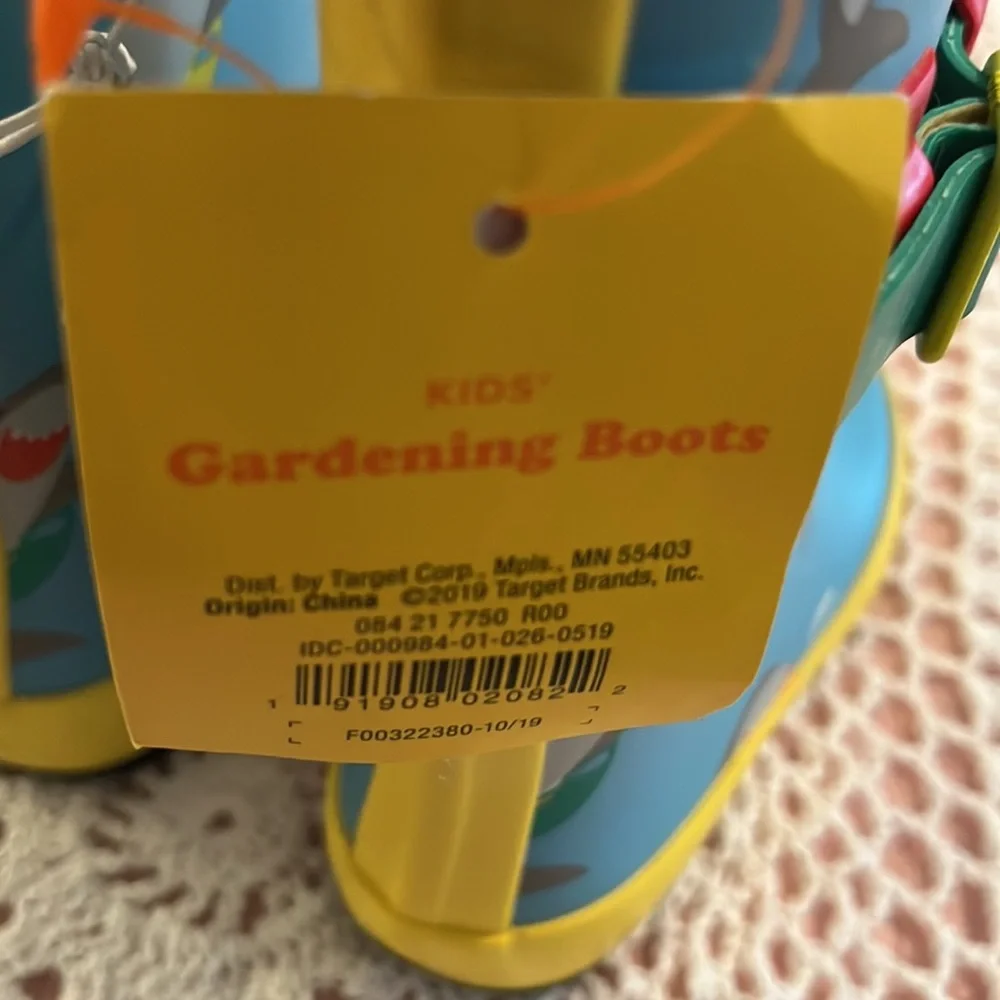 KIDS'
Gardening Boots
Dist. by Target Corp., Mpls., MN 55403
Origin: China ©2019 Target Brands, Inc.
084 21 7750 R00
IDC-000984-01-026-0519
1 91908 02082 2
F00322380-10/19